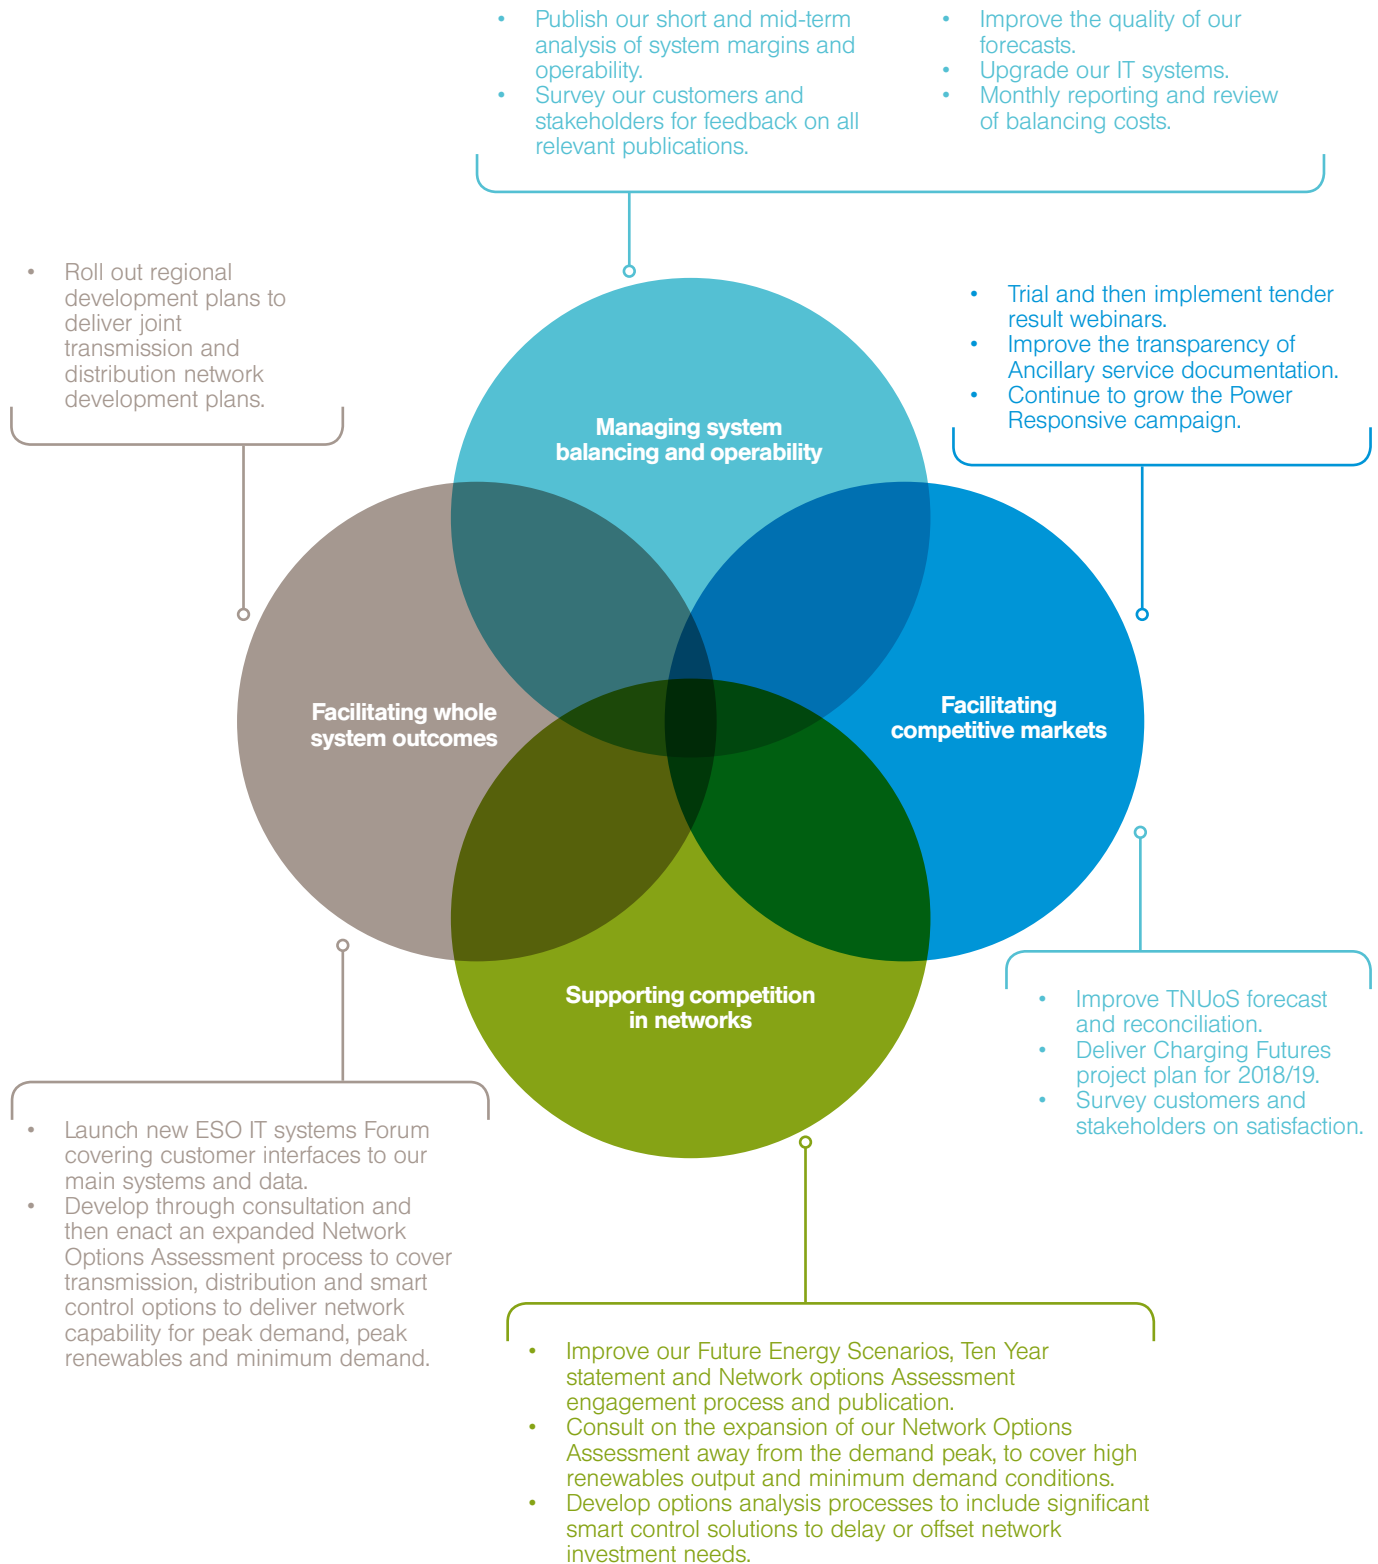 • Publish our short and mid-term
analysis of system margins and
operability.
• Survey our customers and
stakeholders for feedback on all
relevant publications.
• Improve the quality of our
forecasts.
• Upgrade our IT systems.
• Monthly reporting and review
of balancing costs.
• Roll out regional
development plans to
deliver joint
transmission and
distribution network
development plans.
• Trial and then implement tender
result webinars.
• Improve the transparency of
Ancillary service documentation.
• Continue to grow the Power
Responsive campaign.
Managing system
balancing and operability
Facilitating whole
system outcomes
Facilitating
competitive markets
Supporting competition
in networks
• Improve TNUoS forecast
and reconciliation.
• Deliver Charging Futures
project plan for 2018/19.
• Survey customers and
stakeholders on satisfaction.
• Launch new ESO IT systems Forum
covering customer interfaces to our
main systems and data.
• Develop through consultation and
then enact an expanded Network
Options Assessment process to cover
transmission, distribution and smart
control options to deliver network
capability for peak demand, peak
renewables and minimum demand.
• Improve our Future Energy Scenarios, Ten Year
statement and Network options Assessment
engagement process and publication.
• Consult on the expansion of our Network Options
Assessment away from the demand peak, to cover high
renewables output and minimum demand conditions.
• Develop options analysis processes to include significant
smart control solutions to delay or offset network
investment needs.